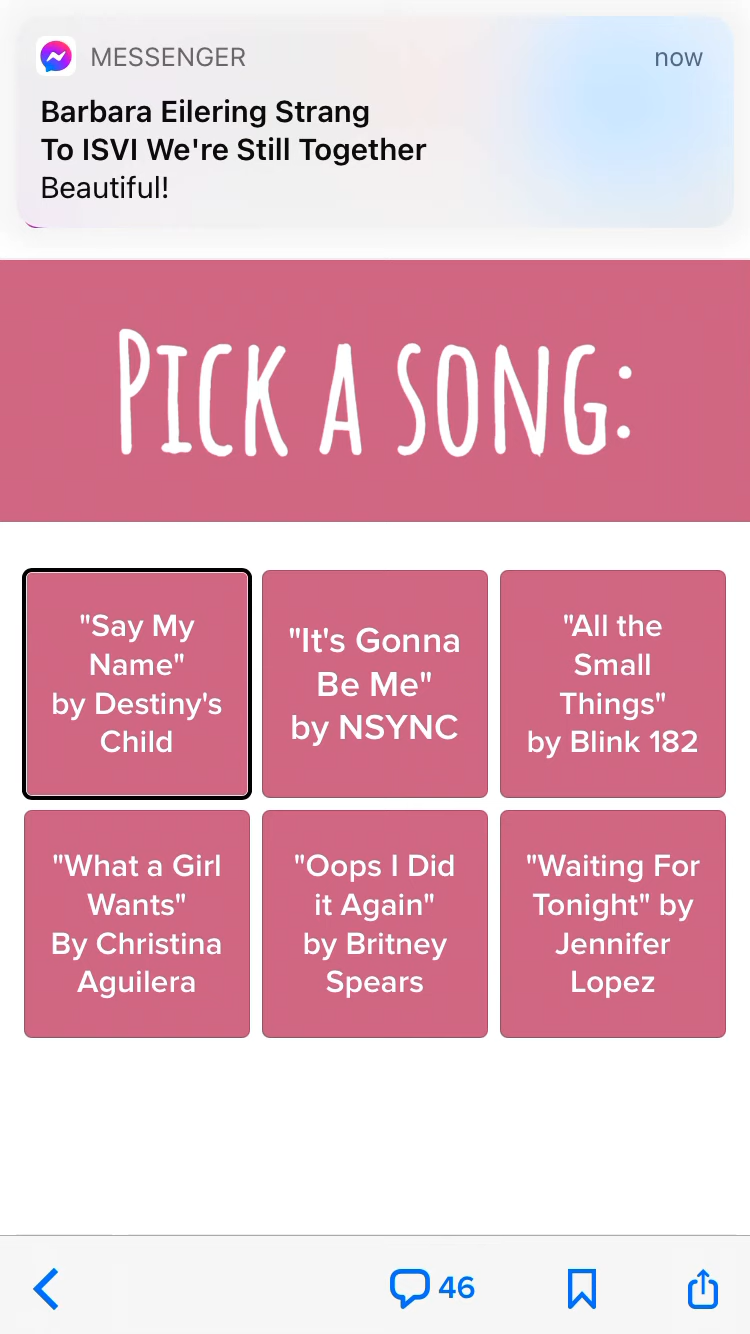 MESSENGER
now
Barbara Eilering Strang
To ISVI We're Still Together
Beautiful!
PICK A SONG:
"Say My
Name"
by Destiny's
Child
"It's Gonna
Be Me"
by NSYNC
"All the
Small
Things"
by Blink 182
"What a Girl
Wants"
By Christina
Aguilera
"Oops I Did
it Again"
by Britney
Spears
"Waiting For
Tonight" by
Jennifer
Lopez
46